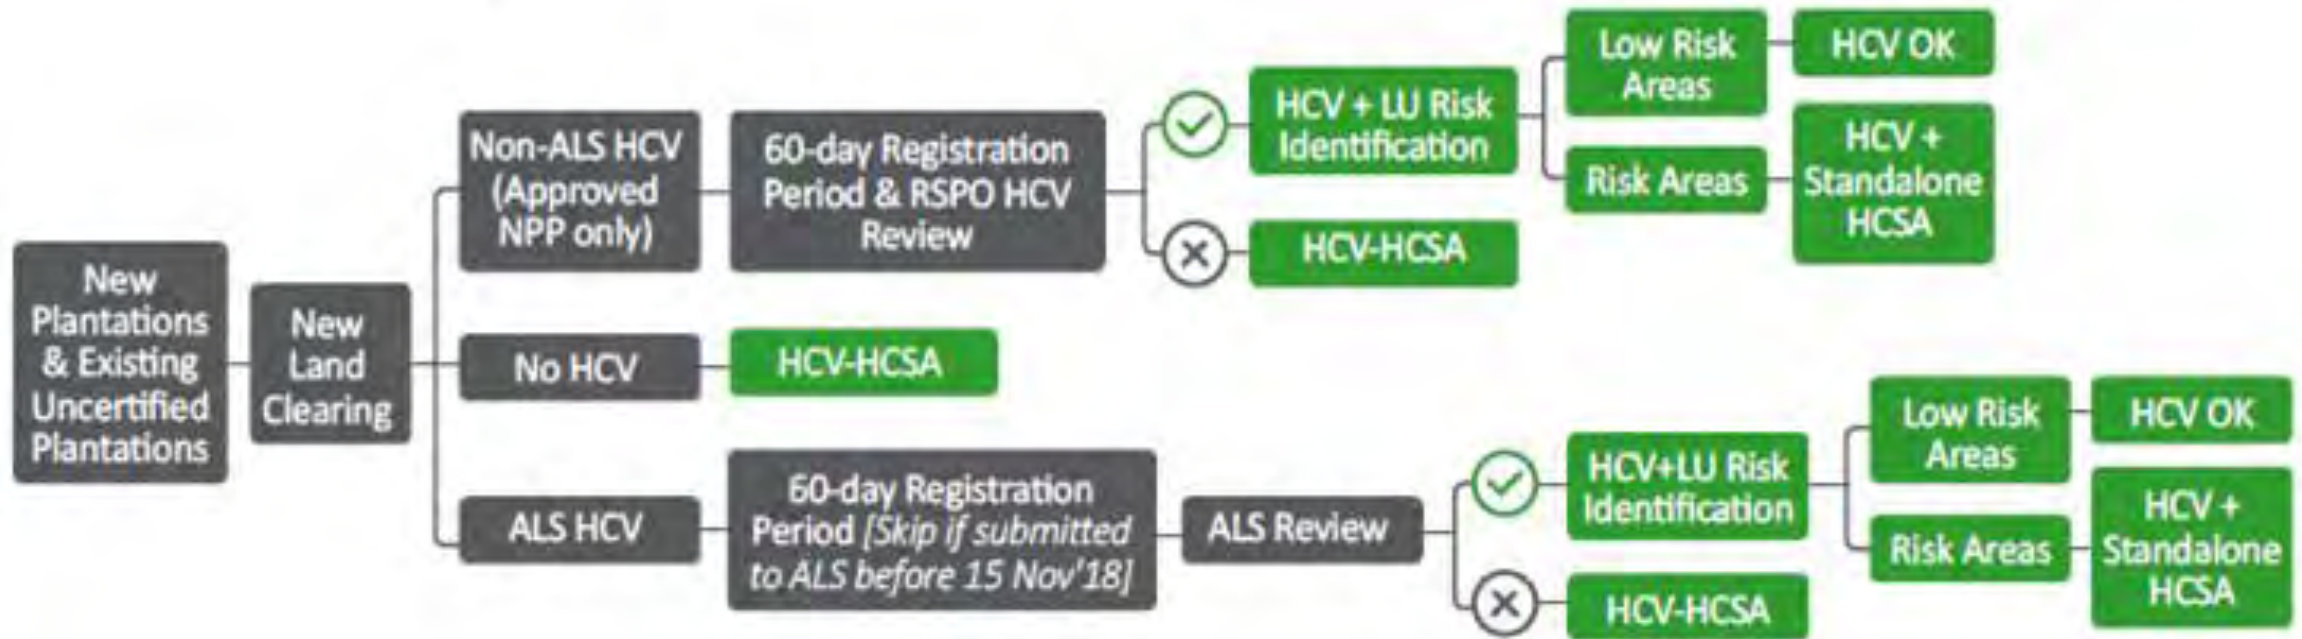 New
Plantations
& Existing
Uncertified
Plantations
New
Land
Clearing
Non-ALS HCV
(Approved
NPP only)
60-day Registration
Period & RSPO HCV
Review
HCV + LU Risk
Identification
Low Risk
Areas
HCV OK
Risk Areas
HCV +
Standalone
HCSA
HCV-HCSA
No HCV
HCV-HCSA
ALS HCV
60-day Registration
Period [Skip if submitted
to ALS before 15 Nov'18]
ALS Review
HCV+LU Risk
Identification
Low Risk
Areas
HCV OK
Risk Areas
HCV +
Standalone
HCSA
HCV-HCSA